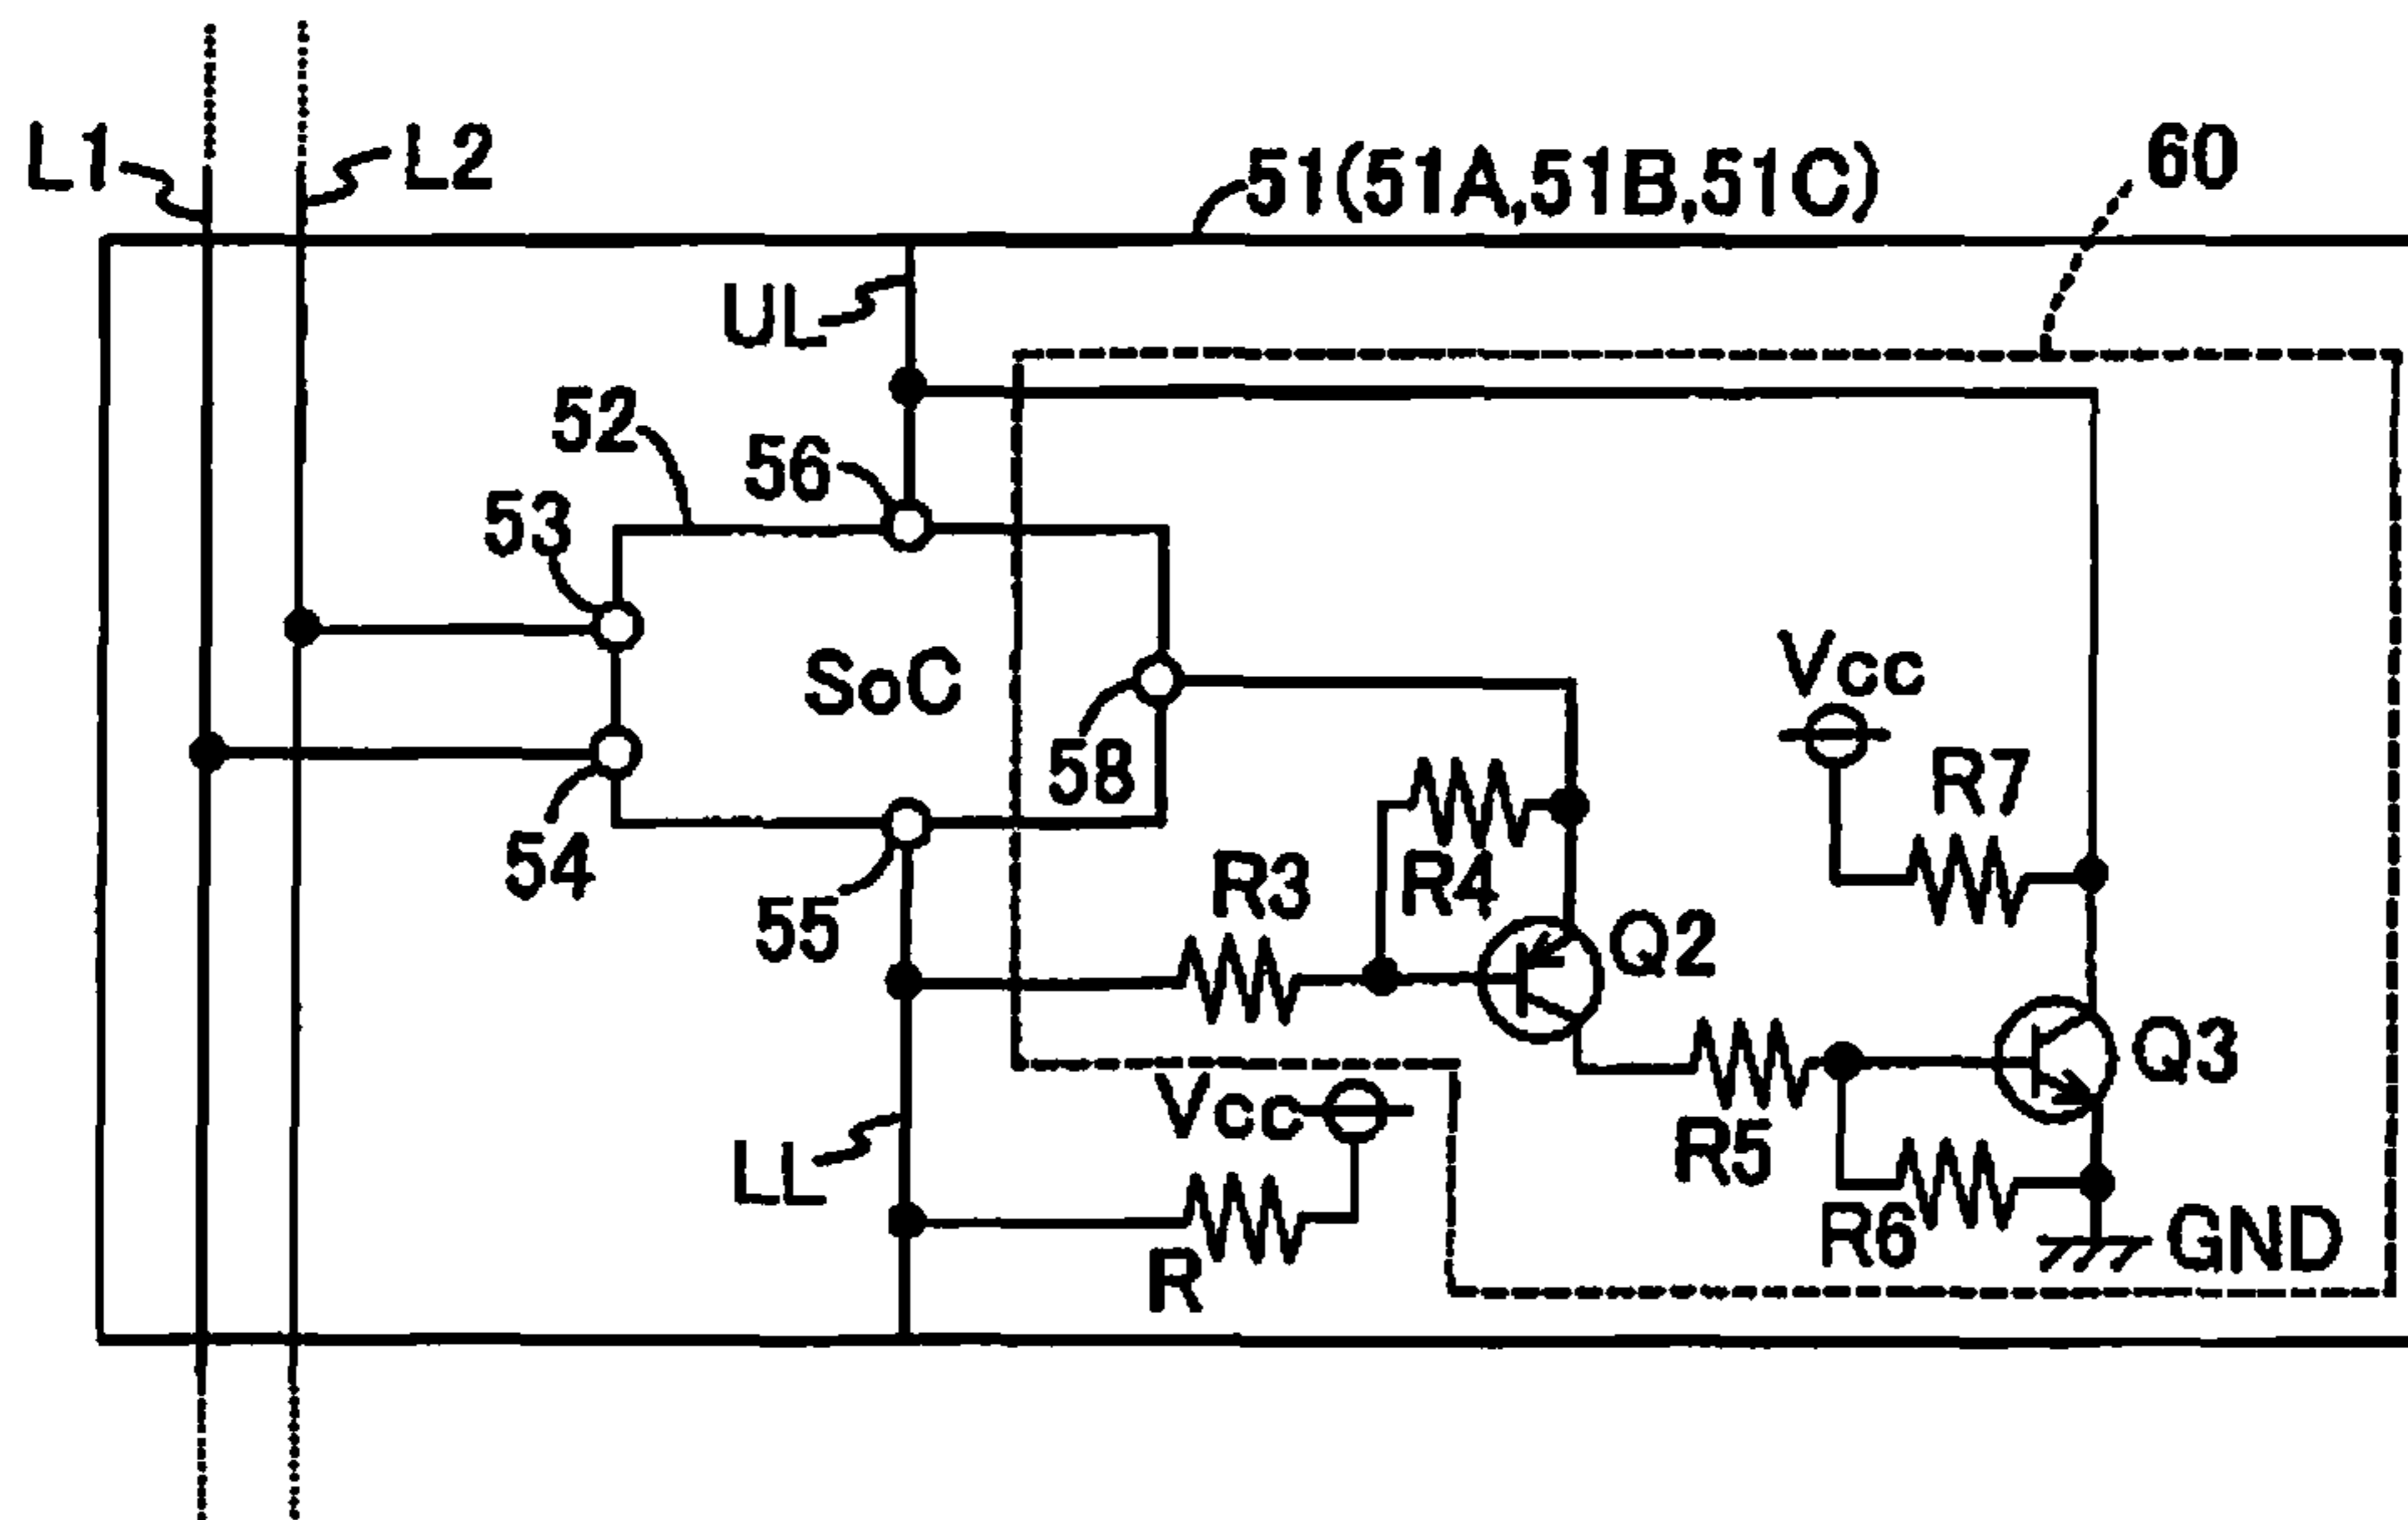 L1
L2
51(51A,51B,51C)
60
UL
52
56
53
SoC
58
54
55
Vcc
R7
R3
R4
Q2
Q3
Vcc
R5
LL
R6
GND
R